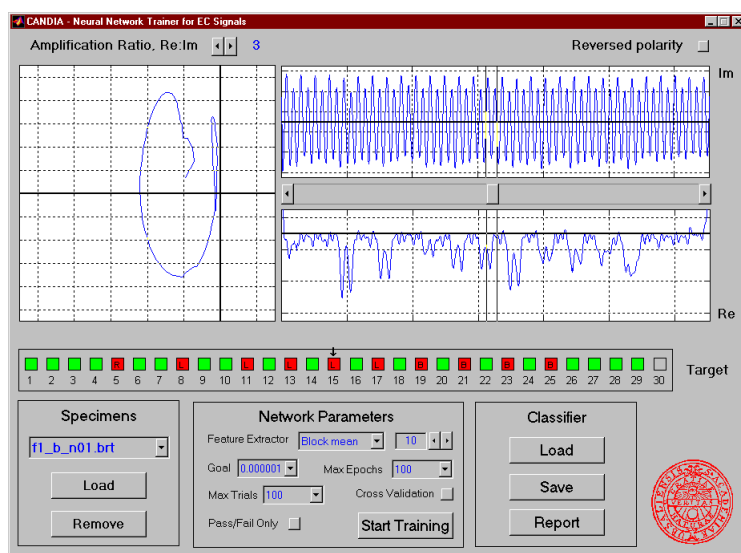 CANDIA - Neural Network Trainer for EC Signals
Amplification Ratio, Re:Im 3 Reversed polarity
Im
Re
R L L L L L B B B B
1 2 3 4 5 6 7 8 9 10 11 12 13 14 15 16 17 18 19 20 21 22 23 24 25 26 27 28 29 30
Target
Specimens
f1_b_n01.brt
Load
Remove
Network Parameters
Feature Extractor Block mean 10
Goal 0.000001 Max Epochs 100
Max Trials 100 Cross Validation
Pass/Fail Only Start Training
Classifier
Load
Save
Report